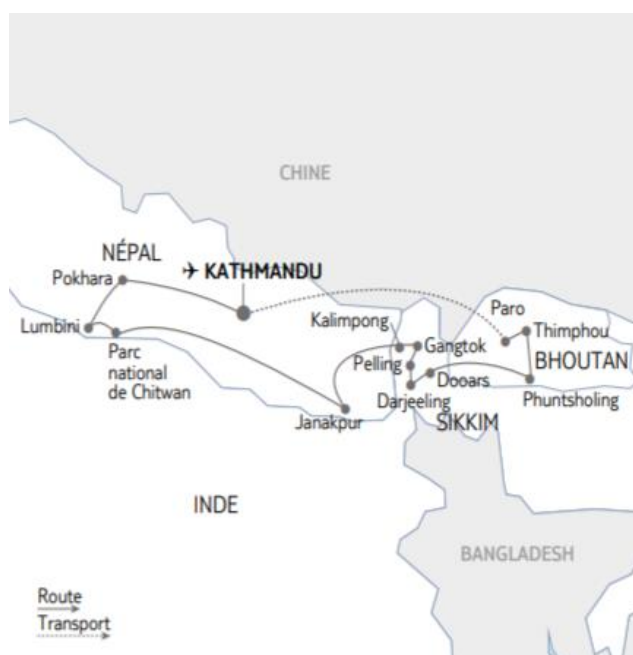 CHINE
NÉPAL
✈ KATHMANDU
Pokhara
Paro
Kalimpong
Thimphou
Lumbini
Gangtok
Parc
national
de Chitwan
Pelling
BHOUTAN
Dooars
Darjeeling
Phuntsholing
Janakpur
SIKKIM
INDE
BANGLADESH
Route
Transport